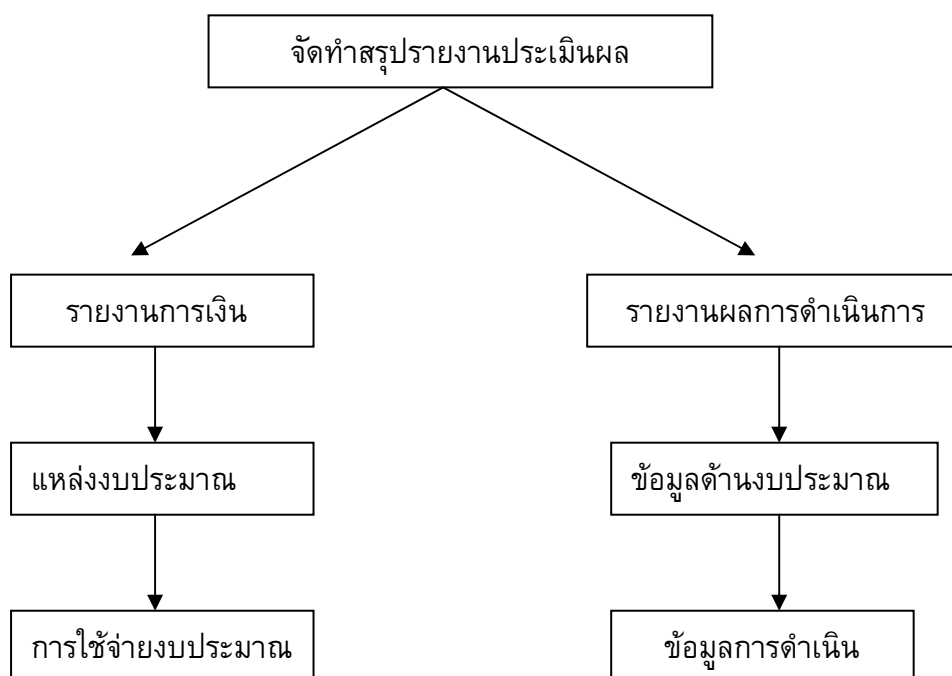 จัดทำสรุปรายงานประเมินผล
รายงานการเงิน
รายงานผลการดำเนินการ
แหล่งงบประมาณ
ข้อมูลด้านงบประมาณ
การใช้จ่ายงบประมาณ
ข้อมูลการดำเนิน